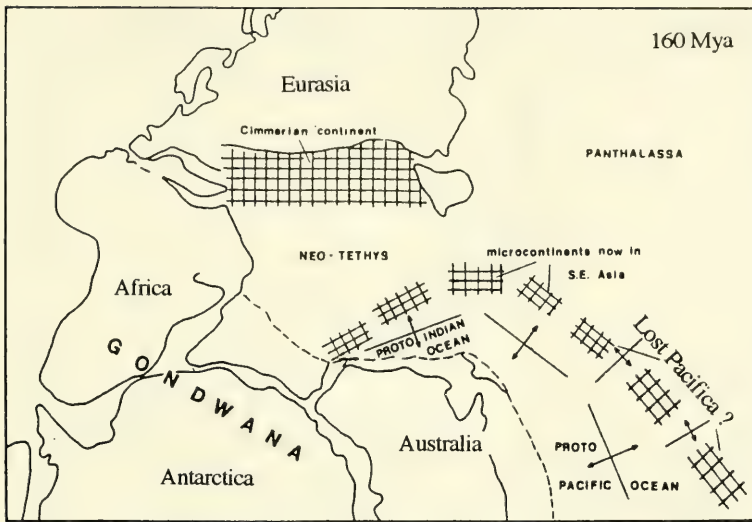 160 Mya
Eurasia
Cimmerian continent
PANTHALASSA
NEO - TETHYS
microcontinents now in
S.E. Asia
Africa
PROTO INDIAN
OCEAN
Lost Pacifica ?
GONDWANA
Australia
PROTO
PACIFIC OCEAN
Antarctica